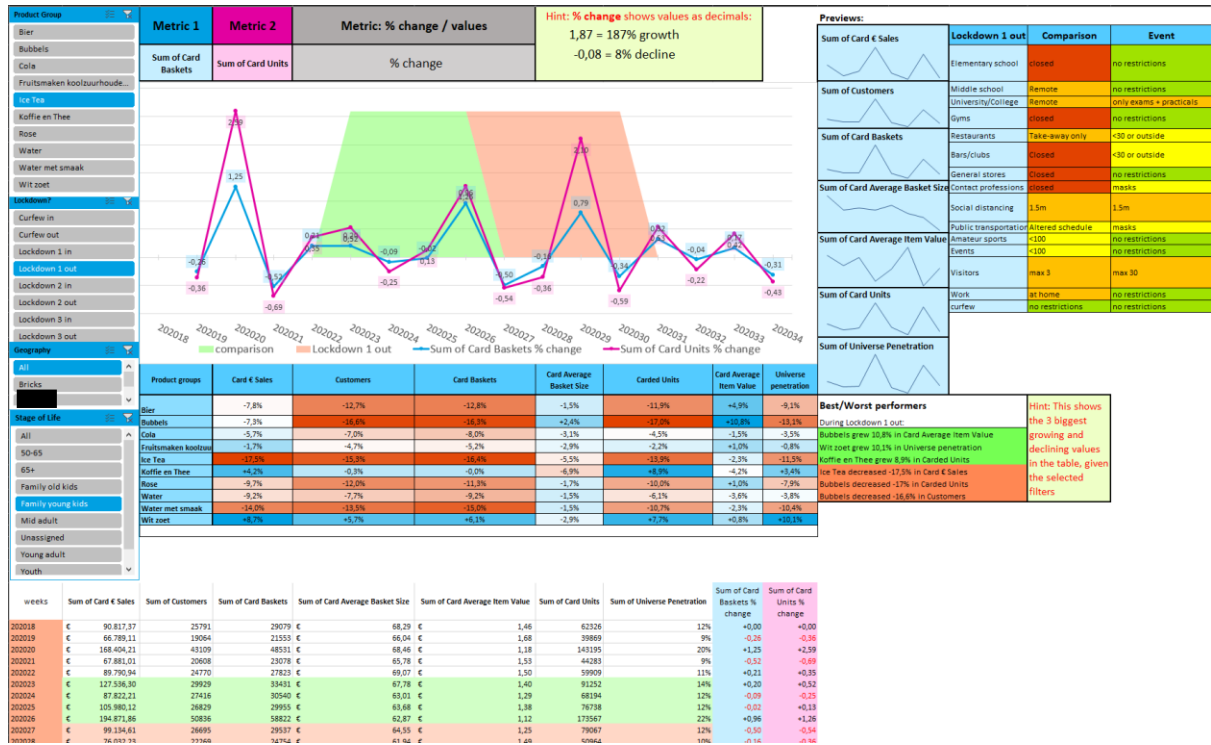 Product Group
Bier
Bubbels
Cola
Fruitsmaken koolzuurhoude...
Ice Tea
Koffie en Thee
Rose
Water
Water met smaak
Wit zoet
Lockdown?
Curfew in
Curfew out
Lockdown 1 in
Lockdown 1 out
Lockdown 2 in
Lockdown 2 out
Lockdown 3 in
Lockdown 3 out
Geography
All
Bricks
Stage of Life
All
50-65
65+
Family old kids
Family young kids
Mid adult
Unassigned
Young adult
Youth
Metric 1 Metric 2 Metric: % change / values
Sum of Card Baskets Sum of Card Units % change
Hint: % change shows values as decimals:
1,87 = 187% growth
-0,08 = 8% decline
2,59
1,25
-0,26
-0,36
-0,52
-0,69
0,35
-0,09
-0,25
0,13
-0,50
-0,54
-0,36
2,10
0,79
-0,34
-0,59
-0,04
-0,22
-0,31
-0,43
202018 202019 202020 202021 202022 202023 202024 202025 202026 202027 202028 202029 202030 202031 202032 202033 202034
comparison Lockdown 1 out Sum of Card Baskets % change Sum of Card Units % change
Product groups Card € Sales Customers Card Baskets Card Average Basket Size Carded Units Card Average Item Value Universe penetration
Bier -7,8% -12,7% -12,8% -1,5% -11,9% +4,9% -9,1%
Bubbels -7,3% -16,6% -16,3% +2,4% -17,0% +10,8% -13,1%
Cola -5,7% -7,0% -8,0% -3,1% -4,5% -1,5% -3,5%
Fruitsmaken koolzuu -1,7% -4,7% -5,2% -2,9% -2,2% +1,0% -0,8%
Ice Tea -17,5% -15,3% -16,4% -5,5% -13,9% -2,3% -11,5%
Koffie en Thee +4,2% -0,3% -0,0% -6,9% +8,9% -4,2% +3,4%
Rose -9,7% -12,0% -11,3% -1,7% -10,0% +1,0% -7,9%
Water -9,2% -7,7% -9,2% -1,5% -6,1% -3,6% -3,8%
Water met smaak -14,0% -13,5% -15,0% -1,5% -10,7% -2,3% -10,4%
Wit zoet +8,7% +5,7% +6,1% -2,9% +7,7% +0,8% +10,1%
Previews:
Sum of Card € Sales
Sum of Customers
Sum of Card Baskets
Sum of Card Average Basket Size
Sum of Card Average Item Value
Sum of Card Units
Sum of Universe Penetration
Lockdown 1 out Comparison Event
Elementary school closed no restrictions
Middle school Remote no restrictions
University/College Remote only exams + practicals
Gyms closed no restrictions
Restaurants Take-away only <30 or outside
Bars/clubs Closed <30 or outside
General stores Closed no restrictions
Contact professions closed masks
Social distancing 1.5m 1.5m
Public transportation Altered schedule masks
Amateur sports <100 no restrictions
Events <100 no restrictions
Visitors max 3 max 30
Work at home no restrictions
curfew no restrictions no restrictions
Best/Worst performers
During Lockdown 1 out:
Bubbels grew 10,8% in Card Average Item Value
Wit zoet grew 10,1% in Universe penetration
Koffie en Thee grew 8,9% in Carded Units
Ice Tea decreased -17,5% in Card € Sales
Bubbels decreased -17% in Carded Units
Bubbels decreased -16,6% in Customers
Hint: This shows
the 3 biggest
growing and
declining values
in the table, given
the selected
filters
weeks Sum of Card € Sales Sum of Customers Sum of Card Baskets Sum of Card Average Basket Size Sum of Card Average Item Value Sum of Card Units Sum of Universe Penetration Sum of Card Baskets % change Sum of Card Units % change
202018 € 90.817,37 25791 29079 € 68,29 € 1,46 62326 12% +0,00 +0,00
202019 € 66.789,11 19064 21553 € 66,04 € 1,68 39869 9% -0,26 -0,36
202020 € 168.404,21 43109 48531 € 68,46 € 1,18 143195 20% +1,25 +2,59
202021 € 67.881,01 20608 23078 € 65,78 € 1,53 44283 9% -0,52 -0,69
202022 € 89.790,94 24770 27823 € 69,07 € 1,50 59909 11% +0,21 +0,35
202023 € 127.536,30 29929 33431 € 67,78 € 1,40 91252 14% +0,20 +0,52
202024 € 87.822,21 27416 30540 € 63,01 € 1,29 68194 12% -0,09 -0,25
202025 € 105.980,12 26829 29955 € 63,68 € 1,38 76738 12% -0,02 +0,13
202026 € 194.871,86 50836 58822 € 62,87 € 1,12 173567 22% +0,96 +1,26
202027 € 99.134,61 26695 29537 € 64,55 € 1,25 79067 12% -0,50 -0,54
202028 € 76.032,23 22269 24754 € 61,94 € 1,49 50964 10% -0,16 -0,36